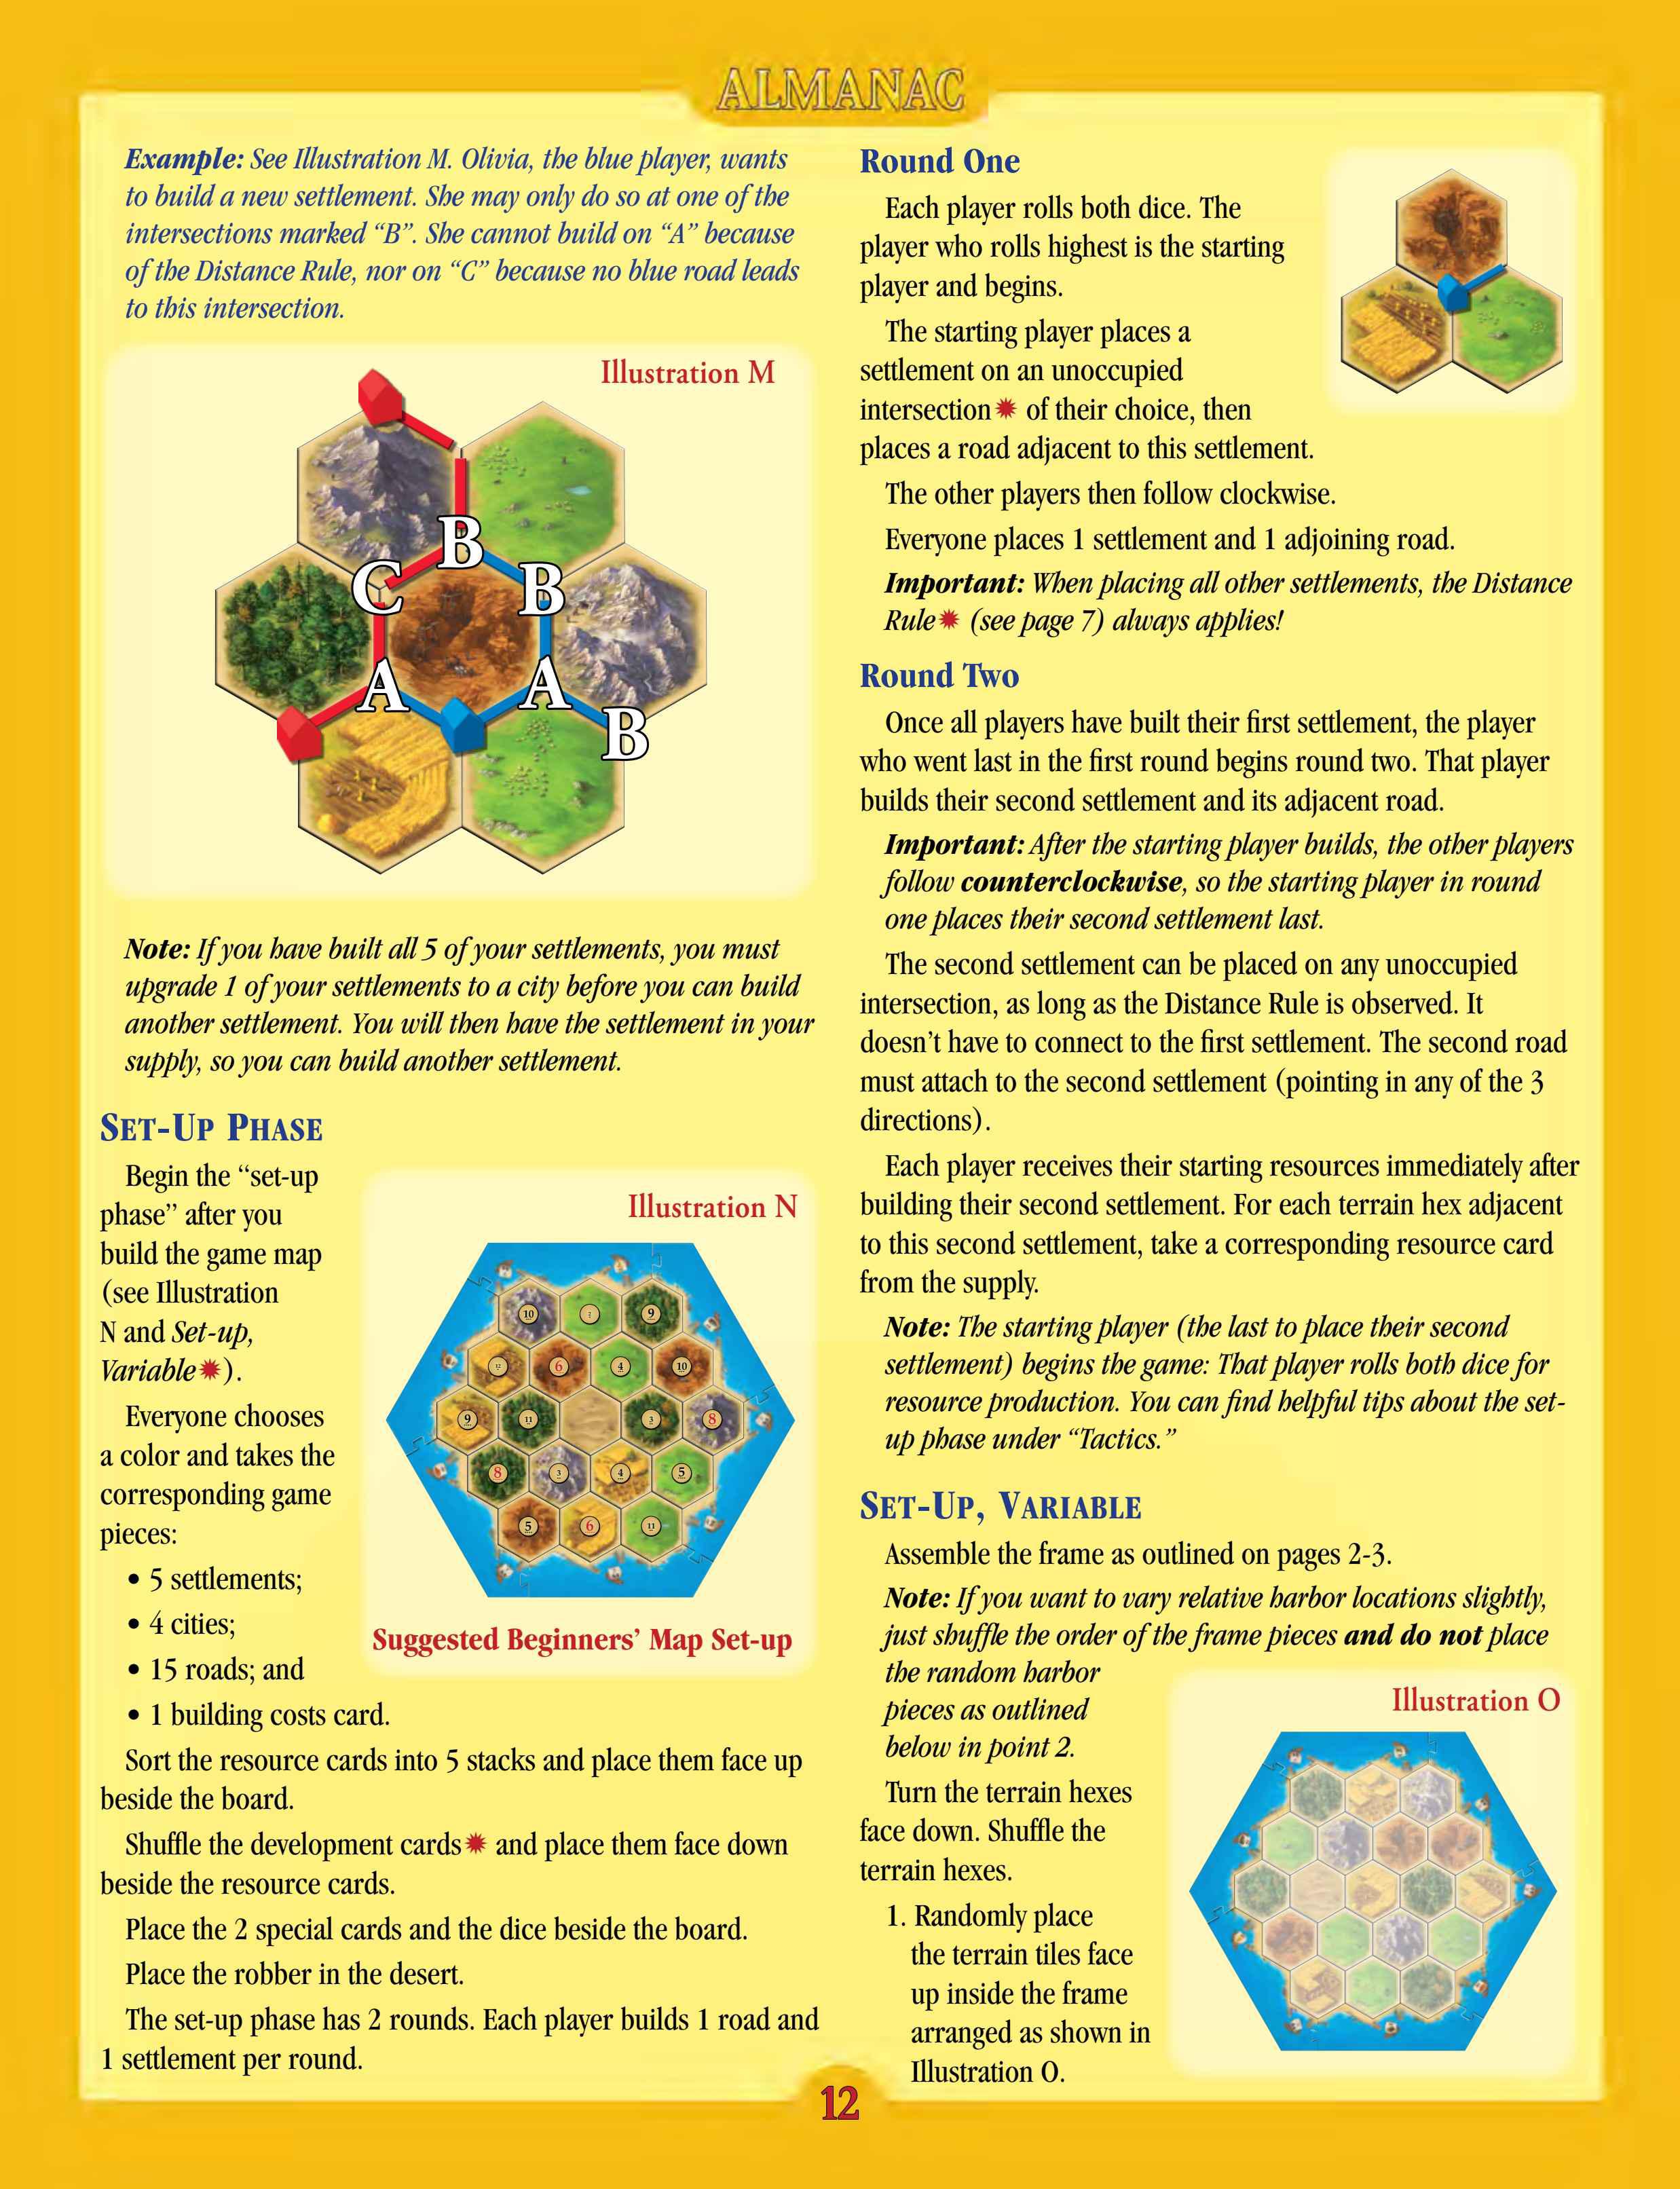 ALMANAC
Example: See Illustration M. Olivia, the blue player, wants
to build a new settlement. She may only do so at one of the
intersections marked “B”. She cannot build on “A” because
of the Distance Rule, nor on “C” because no blue road leads
to this intersection.
Illustration M
B
C
B
A
A
B
Note: If you have built all 5 of your settlements, you must
upgrade 1 of your settlements to a city before you can build
another settlement. You will then have the settlement in your
supply, so you can build another settlement.
SET-UP PHASE
Begin the “set-up
phase” after you
build the game map
(see Illustration
N and Set-up,
Variable✹).
Everyone chooses
a color and takes the
corresponding game
pieces:
• 5 settlements;
• 4 cities;
• 15 roads; and
• 1 building costs card.
Illustration N
10 2 9
12 6 4 10
9 11 3 8
8 3 4 5
5 6 11
Suggested Beginners’ Map Set-up
Sort the resource cards into 5 stacks and place them face up
beside the board.
Shuffle the development cards✹ and place them face down
beside the resource cards.
Place the 2 special cards and the dice beside the board.
Place the robber in the desert.
The set-up phase has 2 rounds. Each player builds 1 road and
1 settlement per round.
Round One
Each player rolls both dice. The
player who rolls highest is the starting
player and begins.
The starting player places a
settlement on an unoccupied
intersection✹ of their choice, then
places a road adjacent to this settlement.
The other players then follow clockwise.
Everyone places 1 settlement and 1 adjoining road.
Important: When placing all other settlements, the Distance
Rule✹ (see page 7) always applies!
Round Two
Once all players have built their first settlement, the player
who went last in the first round begins round two. That player
builds their second settlement and its adjacent road.
Important: After the starting player builds, the other players
follow counterclockwise, so the starting player in round
one places their second settlement last.
The second settlement can be placed on any unoccupied
intersection, as long as the Distance Rule is observed. It
doesn’t have to connect to the first settlement. The second road
must attach to the second settlement (pointing in any of the 3
directions).
Each player receives their starting resources immediately after
building their second settlement. For each terrain hex adjacent
to this second settlement, take a corresponding resource card
from the supply.
Note: The starting player (the last to place their second
settlement) begins the game: That player rolls both dice for
resource production. You can find helpful tips about the set-
up phase under “Tactics.”
SET-UP, VARIABLE
Assemble the frame as outlined on pages 2-3.
Note: If you want to vary relative harbor locations slightly,
just shuffle the order of the frame pieces and do not place
the random harbor
pieces as outlined
below in point 2.
Turn the terrain hexes
face down. Shuffle the
terrain hexes.
1. Randomly place
the terrain tiles face
up inside the frame
arranged as shown in
Illustration O.
Illustration O
12